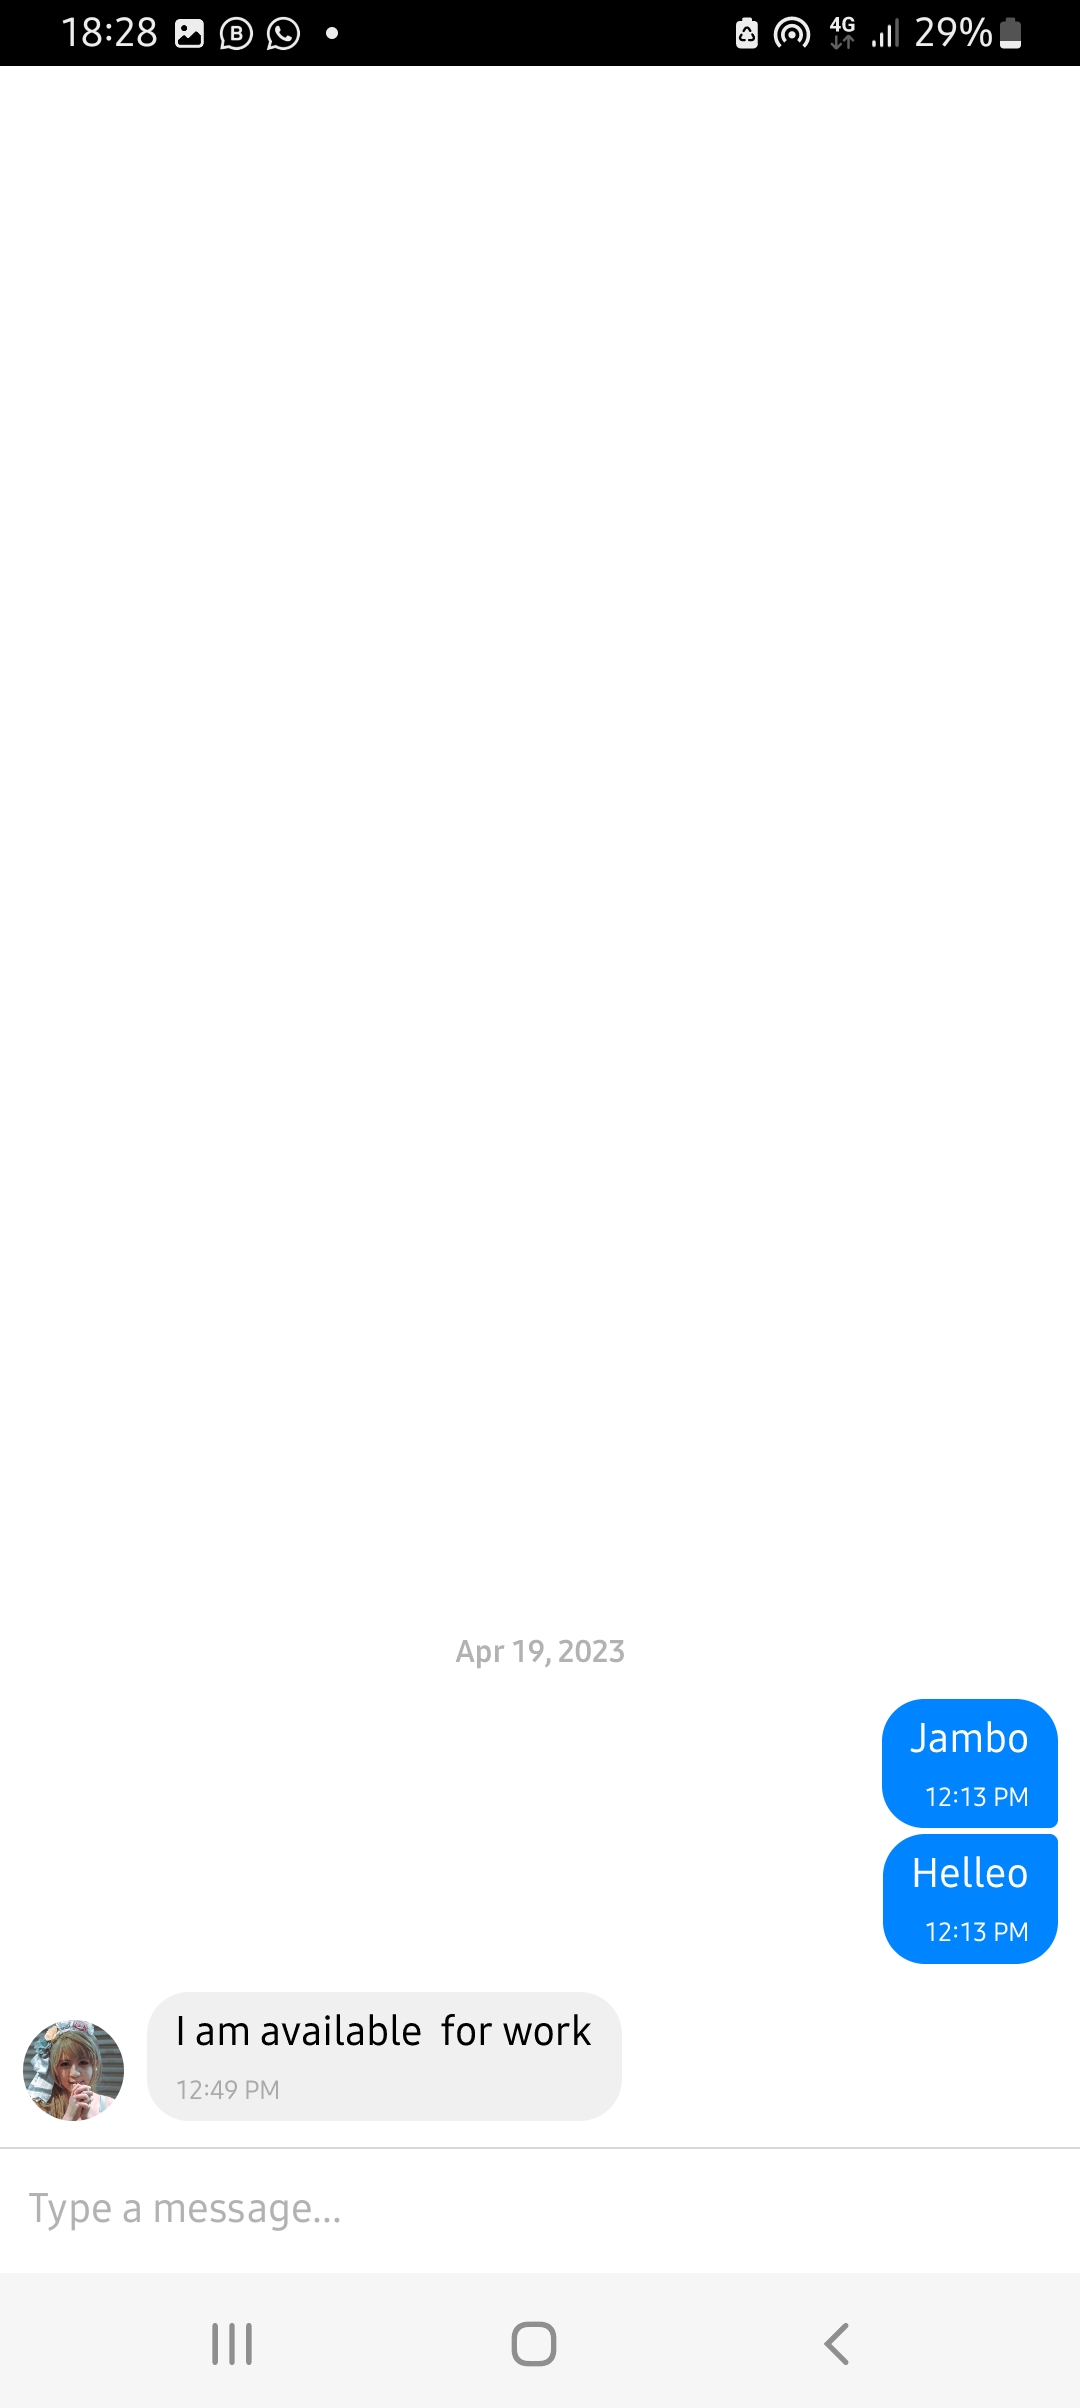 18:28 4G 29%
Apr 19, 2023
Jambo
12:13 PM
Helleo
12:13 PM
I am available  for work
12:49 PM
Type a message...